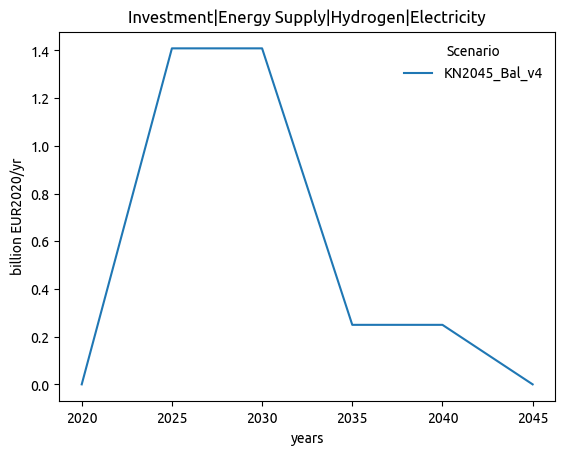 Investment|Energy Supply|Hydrogen|Electricity
Scenario
KN2045_Bal_v4
billion EUR2020/yr
1.4
1.2
1.0
0.8
0.6
0.4
0.2
0.0
2020 2025 2030 2035 2040 2045
years